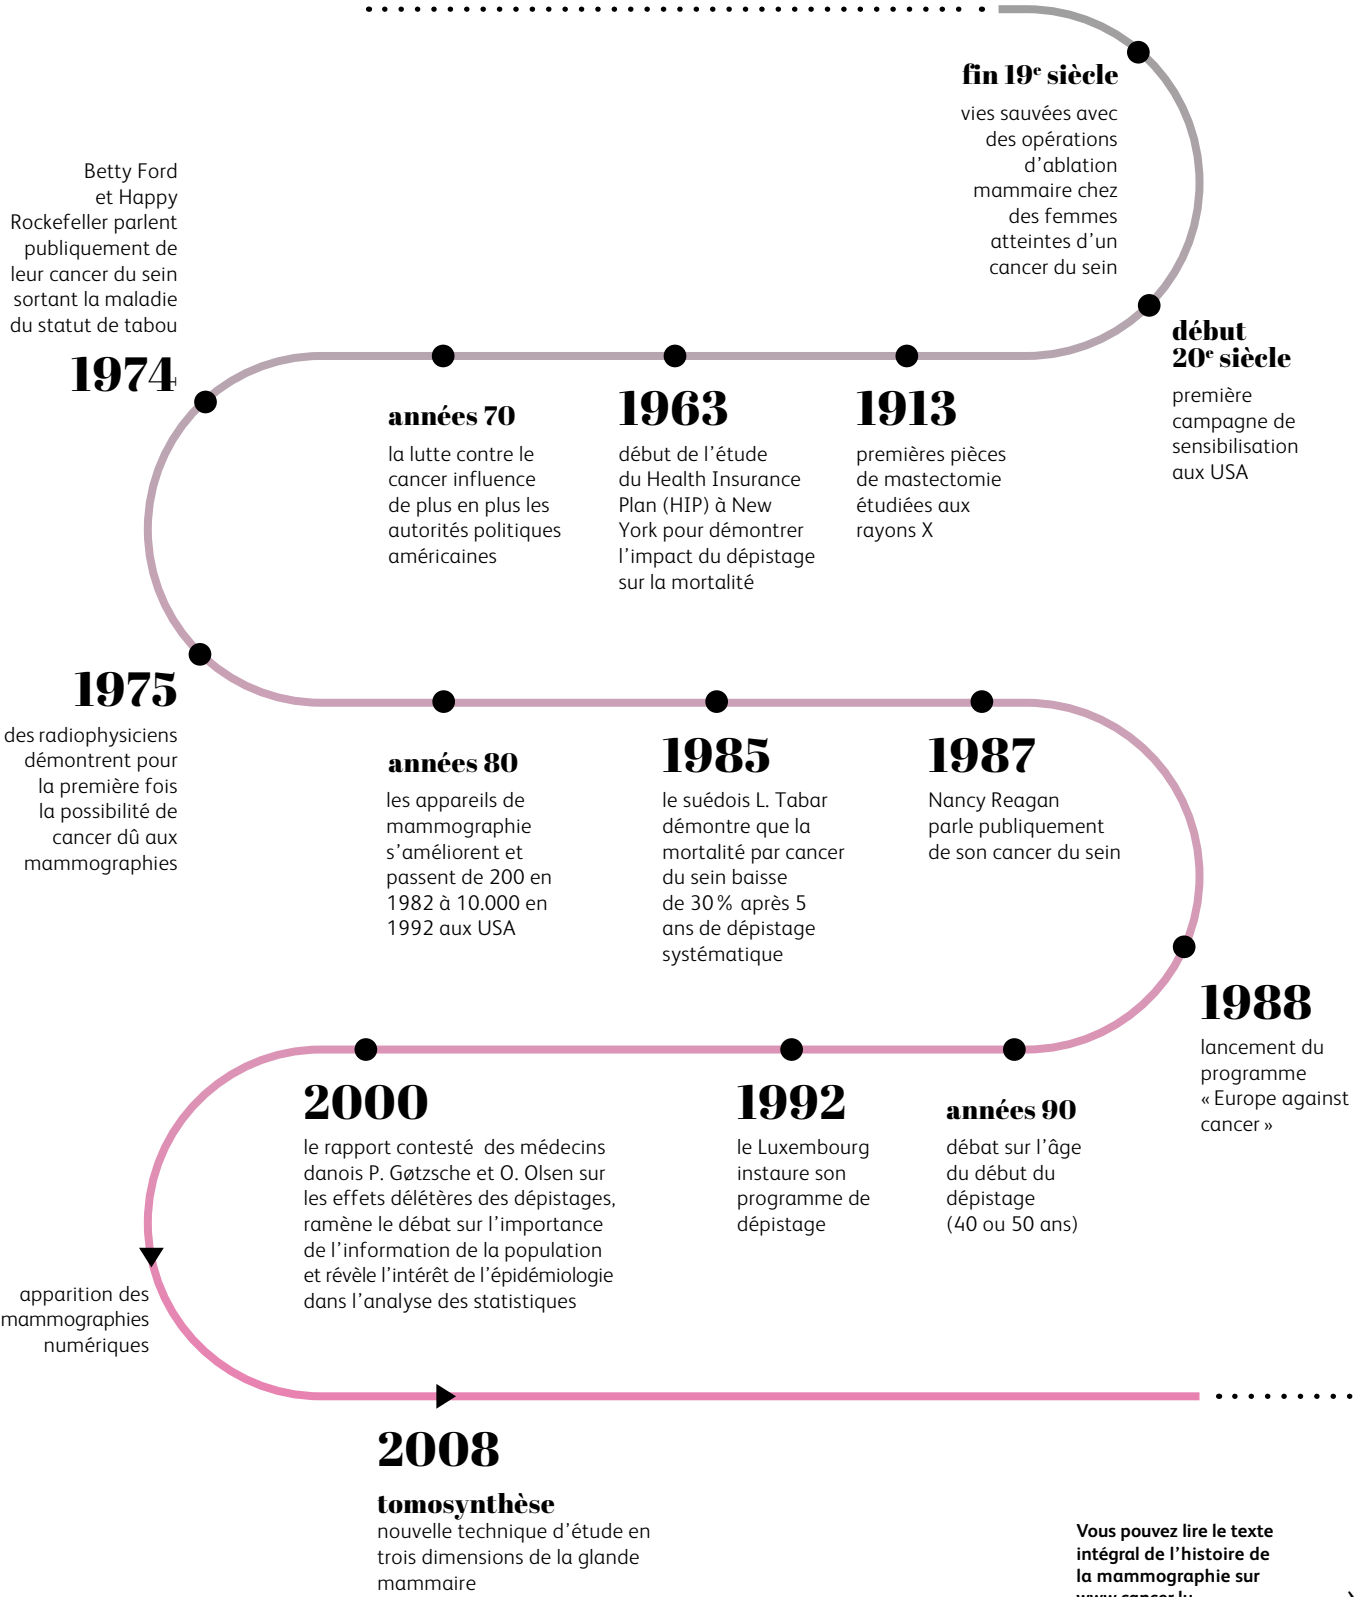 fin 19e siècle
vies sauvées avec
des opérations
d’ablation
mammaire chez
des femmes
atteintes d’un
cancer du sein
début
20e siècle
première
campagne de
sensibilisation
aux USA
1913
premières pièces
de mastectomie
étudiées aux
rayons X
1963
début de l’étude
du Health Insurance
Plan (HIP) à New
York pour démontrer
l’impact du dépistage
sur la mortalité
années 70
la lutte contre le
cancer influence
de plus en plus les
autorités politiques
américaines
Betty Ford
et Happy
Rockefeller parlent
publiquement de
leur cancer du sein
sortant la maladie
du statut de tabou
1974
1975
des radiophysiciens
démontrent pour
la première fois
la possibilité de
cancer dû aux
mammographies
années 80
les appareils de
mammographie
s’améliorent et
passent de 200 en
1982 à 10.000 en
1992 aux USA
1985
le suédois L. Tabar
démontre que la
mortalité par cancer
du sein baisse
de 30 % après 5
ans de dépistage
systématique
1987
Nancy Reagan
parle publiquement
de son cancer du sein
1988
lancement du
programme
« Europe against
cancer »
années 90
débat sur l’âge
du début du
dépistage
(40 ou 50 ans)
1992
le Luxembourg
instaure son
programme de
dépistage
2000
le rapport contesté des médecins
danois P. Gøtzsche et O. Olsen sur
les effets délétères des dépistages,
ramène le débat sur l’importance
de l’information de la population
et révèle l’intérêt de l’épidémiologie
dans l’analyse des statistiques
apparition des
mammographies
numériques
2008
tomosynthèse
nouvelle technique d’étude en
trois dimensions de la glande
mammaire
Vous pouvez lire le texte
intégral de l’histoire de
la mammographie sur
www.cancer.lu